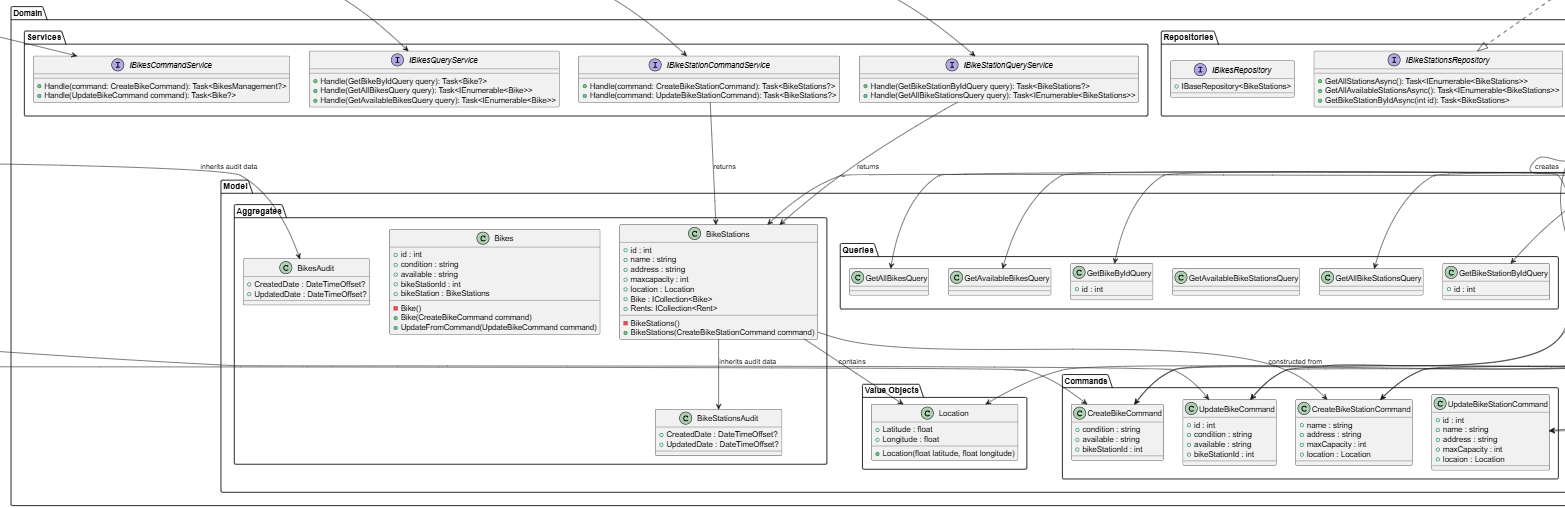 Domain
Services
I IBikesCommandService
Handle(command: CreateBikeCommand): Task<BikesManagement?>
Handle(UpdateBikeCommand command): Task<Bike?>
I IBikesQueryService
Handle(GetBikeByIdQuery query): Task<Bike?>
Handle(GetAllBikesQuery query): Task<IEnumerable<Bike>>
Handle(GetAvailableBikesQuery query): Task<IEnumerable<Bike>>
I IBikeStationCommandService
Handle(command: CreateBikeStationCommand): Task<BikeStations?>
Handle(command: UpdateBikeStationCommand): Task<BikeStations?>
I IBikeStationQueryService
Handle(GetBikeStationByIdQuery query): Task<BikeStations?>
Handle(GetAllBikeStationsQuery query): Task<IEnumerable<BikeStations>>
Repositories
I IBikesRepository
IBaseRepository<BikeStations>
I IBikeStationsRepository
GetAllStationsAsync(): Task<IEnumerable<BikeStations>>
GetAllAvailableStationsAsync(): Task<IEnumerable<BikeStations>>
GetBikeStationByIdAsync(int id): Task<BikeStations>
inherits audit data
returns
returns
creates
Model
Aggregates
C BikesAudit
CreatedDate : DateTimeOffset?
UpdatedDate : DateTimeOffset?
C Bikes
id : int
condition : string
available : string
bikeStationId : int
bikeStation : BikeStations
Bike()
Bike(CreateBikeCommand command)
UpdateFromCommand(UpdateBikeCommand command)
C BikeStations
id : int
name : string
address : string
maxcapacity : int
location : Location
Bike : ICollection<Bike>
Rents: ICollection<Rent>
BikeStations()
BikeStations(CreateBikeStationCommand command)
Queries
C GetAllBikesQuery
C GetAvailableBikesQuery
C GetBikeByIdQuery
id : int
C GetAvailableBikeStationsQuery
C GetAllBikeStationsQuery
C GetBikeStationByIdQuery
id : int
inherits audit data
contains
constructed from
C BikeStationsAudit
CreatedDate : DateTimeOffset?
UpdatedDate : DateTimeOffset?
Value Objects
C Location
Latitude : float
Longitude : float
Location(float latitude, float longitude)
Commands
C CreateBikeCommand
condition : string
available : string
bikeStationId : int
C UpdateBikeCommand
id : int
condition : string
available : string
bikeStationId : int
C CreateBikeStationCommand
name : string
address : string
maxCapacity : int
location : Location
C UpdateBikeStationCommand
id : int
name : string
address : string
maxCapacity : int
locaion : Location